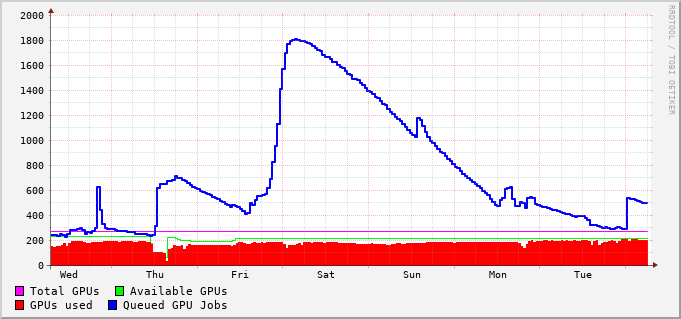 2000
1800
1600
1400
1200
1000
800
600
400
200
0
Wed Thu Fri Sat Sun Mon Tue
Total GPUs Available GPUs
GPUs used Queued GPU Jobs
RRDTOOL / TOBI OETIKER